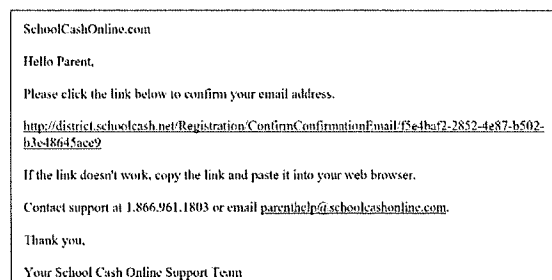 SchoolCashOnline.com
Hello Parent,
Please click the link below to confirm your email address.
http://district.schoolcash.net/Registration/ConfirmConfirmationEmail/f5e4baf2-2852-4e87-b502-
b3e48645ace9
If the link doesn't work, copy the link and paste it into your web browser.
Contact support at 1.866.961.1803 or email parenthelp@schoolcashonline.com.
Thank you,
Your School Cash Online Support Team